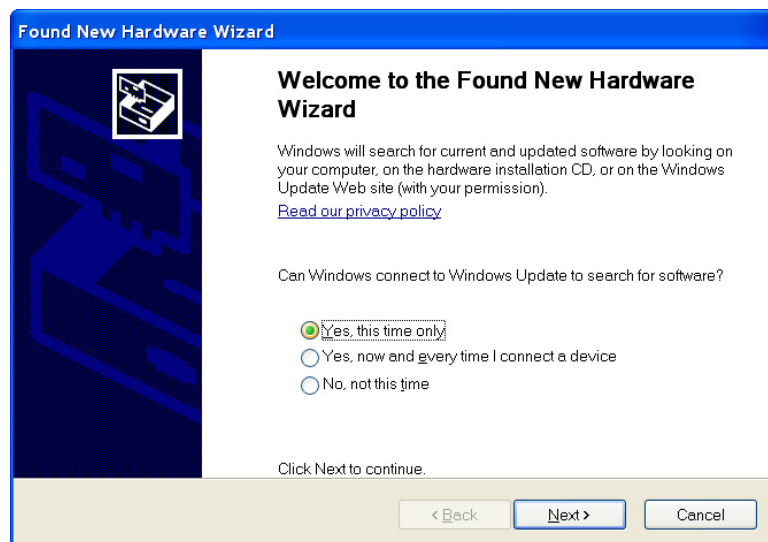 Found New Hardware Wizard
Welcome to the Found New Hardware
Wizard
Windows will search for current and updated software by looking on
your computer, on the hardware installation CD, or on the Windows
Update Web site (with your permission).
Read our privacy policy
Can Windows connect to Windows Update to search for software?
Yes, this time only
Yes, now and every time I connect a device
No, not this time
Click Next to continue.
< Back
Next >
Cancel